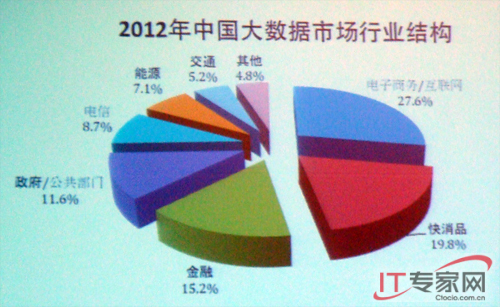 2012年中国大数据市场行业结构
其他
4.8%
交通
5.2%
能源
7.1%
电信
8.7%
政府/公共部门
11.6%
金融
15.2%
电子商务/互联网
27.6%
快消品
19.8%
IT专家网
Ctocio.com.cn